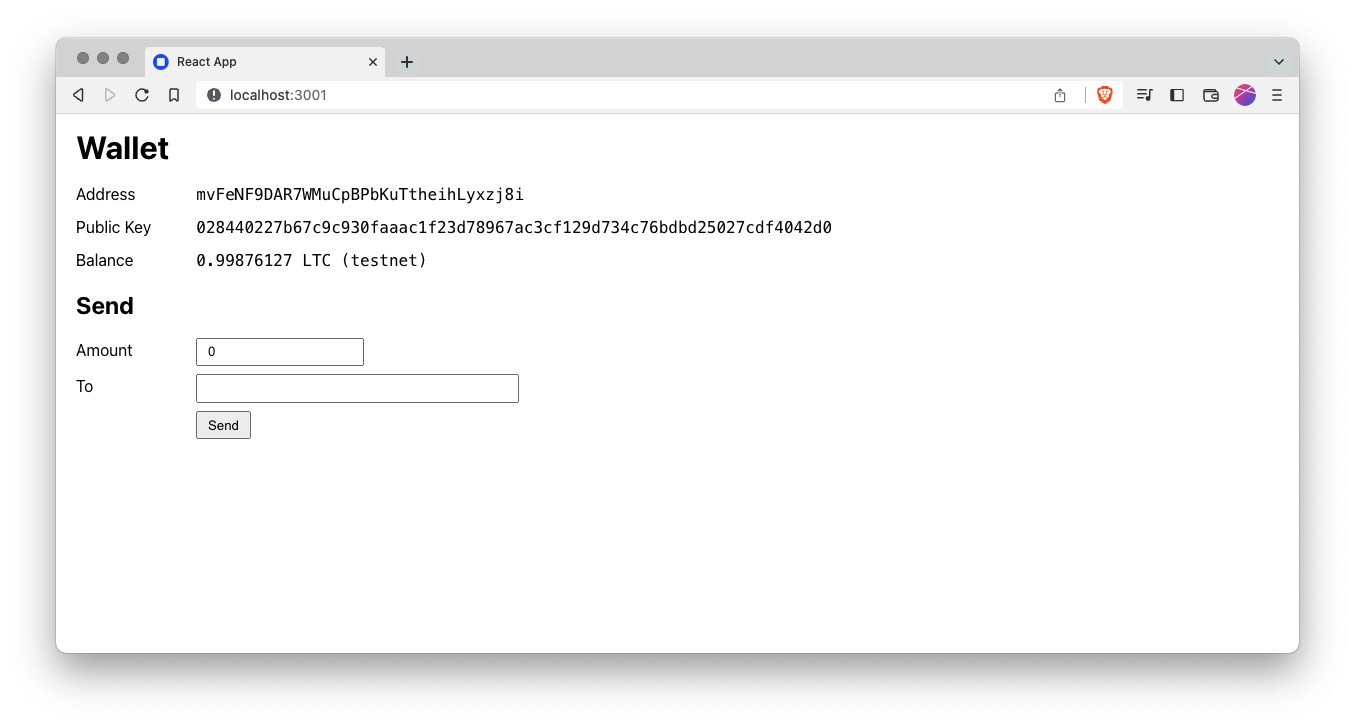 React App
localhost:3001
Wallet
Address mvFeNF9DAR7WMuCpBPbKuTtheihLyxzj8i
Public Key 028440227b67c9c930faaac1f23d78967ac3cf129d734c76bdbd25027cdf4042d0
Balance 0.99876127 LTC (testnet)
Send
Amount 0
To
Send